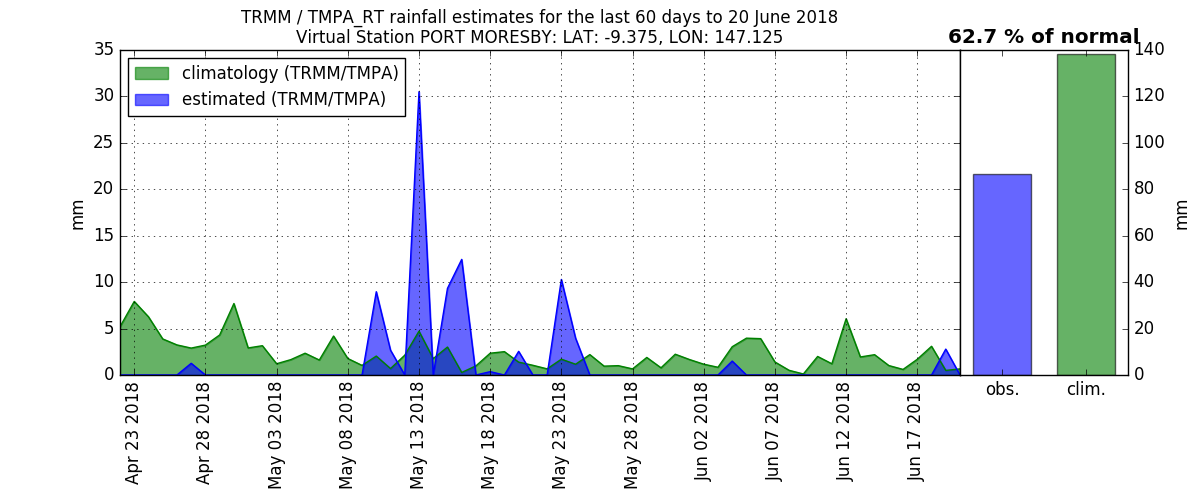 TRMM / TMPA_RT rainfall estimates for the last 60 days to 20 June 2018
Virtual Station PORT MORESBY: LAT: -9.375, LON: 147.125
62.7 % of normal
climatology (TRMM/TMPA)
estimated (TRMM/TMPA)
35
30
25
20
15
10
5
0
mm
Apr 23 2018
Apr 28 2018
May 03 2018
May 08 2018
May 13 2018
May 18 2018
May 23 2018
May 28 2018
Jun 02 2018
Jun 07 2018
Jun 12 2018
Jun 17 2018
obs.
clim.
140
120
100
80
60
40
20
0
mm